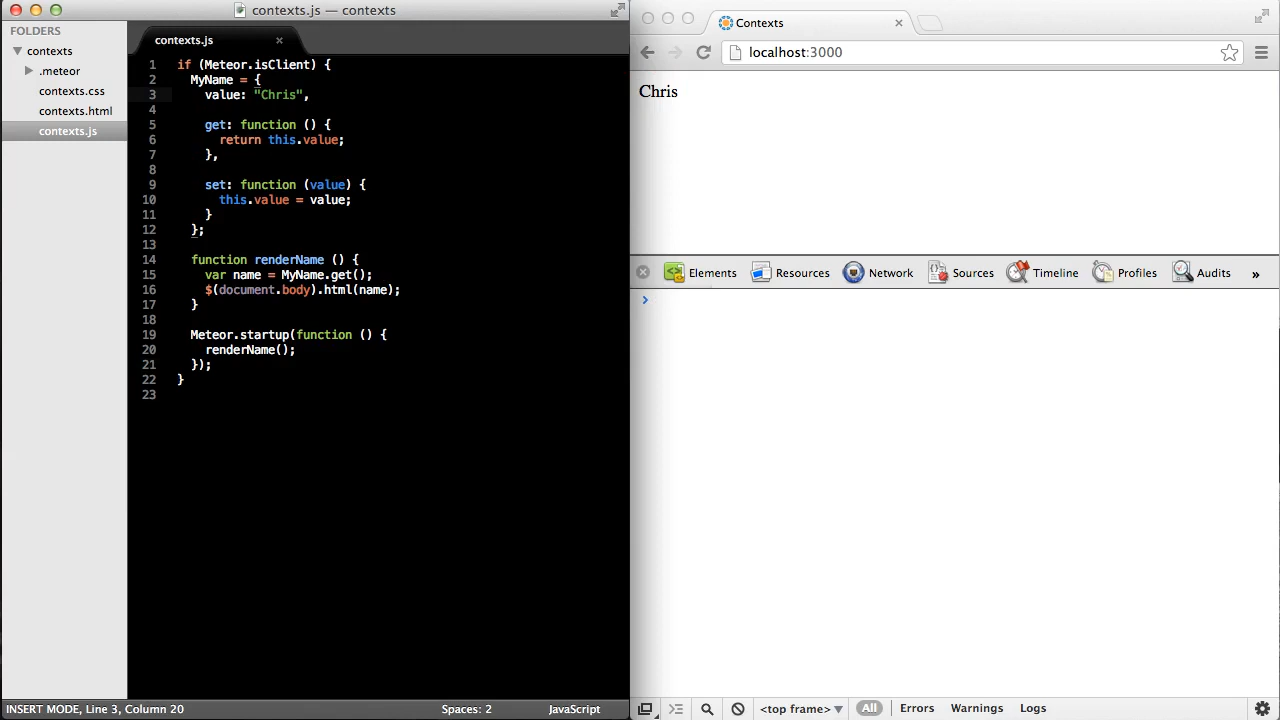 contexts.js — contexts
FOLDERS
contexts
.meteor
contexts.css
contexts.html
contexts.js
contexts.js ×
1 if (Meteor.isClient) {
2 MyName = {
3 value: "Chris",
4
5 get: function () {
6 return this.value;
7 },
8
9 set: function (value) {
10 this.value = value;
11 }
12 };
13
14 function renderName () {
15 var name = MyName.get();
16 $(document.body).html(name);
17 }
18
19 Meteor.startup(function () {
20 renderName();
21 });
22 }
23
INSERT MODE, Line 3, Column 20 Spaces: 2 JavaScript
Contexts ×
localhost:3000
Chris
Elements Resources Network Sources Timeline Profiles Audits »
>
<top frame> All Errors Warnings Logs